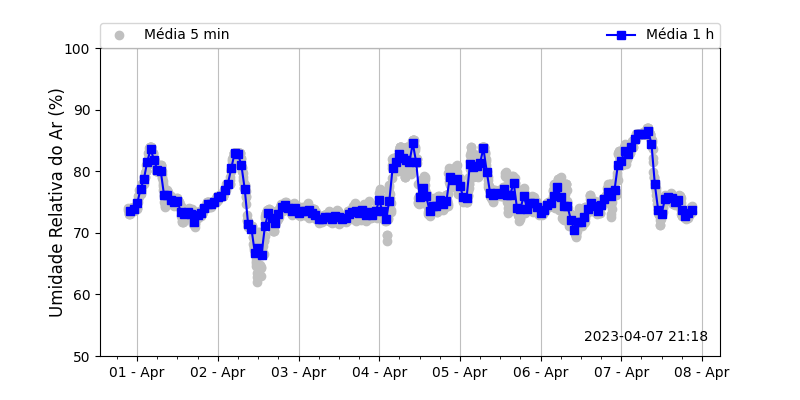 Média 5 min
Média 1 h
100
90
80
70
60
50
Umidade Relativa do Ar (%)
2023-04-07 21:18
01 - Apr
02 - Apr
03 - Apr
04 - Apr
05 - Apr
06 - Apr
07 - Apr
08 - Apr